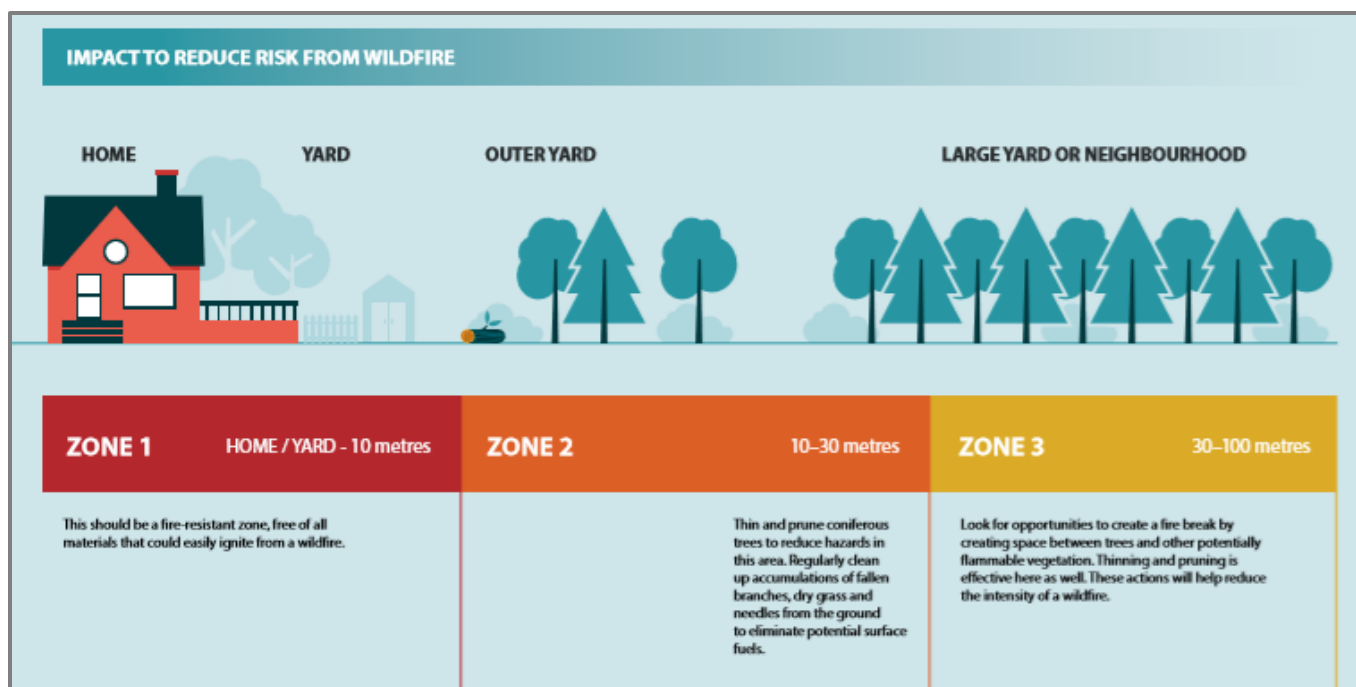 IMPACT TO REDUCE RISK FROM WILDFIRE
HOME
YARD
OUTER YARD
LARGE YARD OR NEIGHBOURHOOD
ZONE 1
HOME / YARD - 10 metres
ZONE 2
10–30 metres
ZONE 3
30–100 metres
This should be a fire-resistant zone, free of all
materials that could easily ignite from a wildfire.
Thin and prune coniferous
trees to reduce hazards in
this area. Regularly clean
up accumulations of fallen
branches, dry grass and
needles from the ground
to eliminate potential surface
fuels.
Look for opportunities to create a fire break by
creating space between trees and other potentially
flammable vegetation. Thinning and pruning is
effective here as well. These actions will help reduce
the intensity of a wildfire.